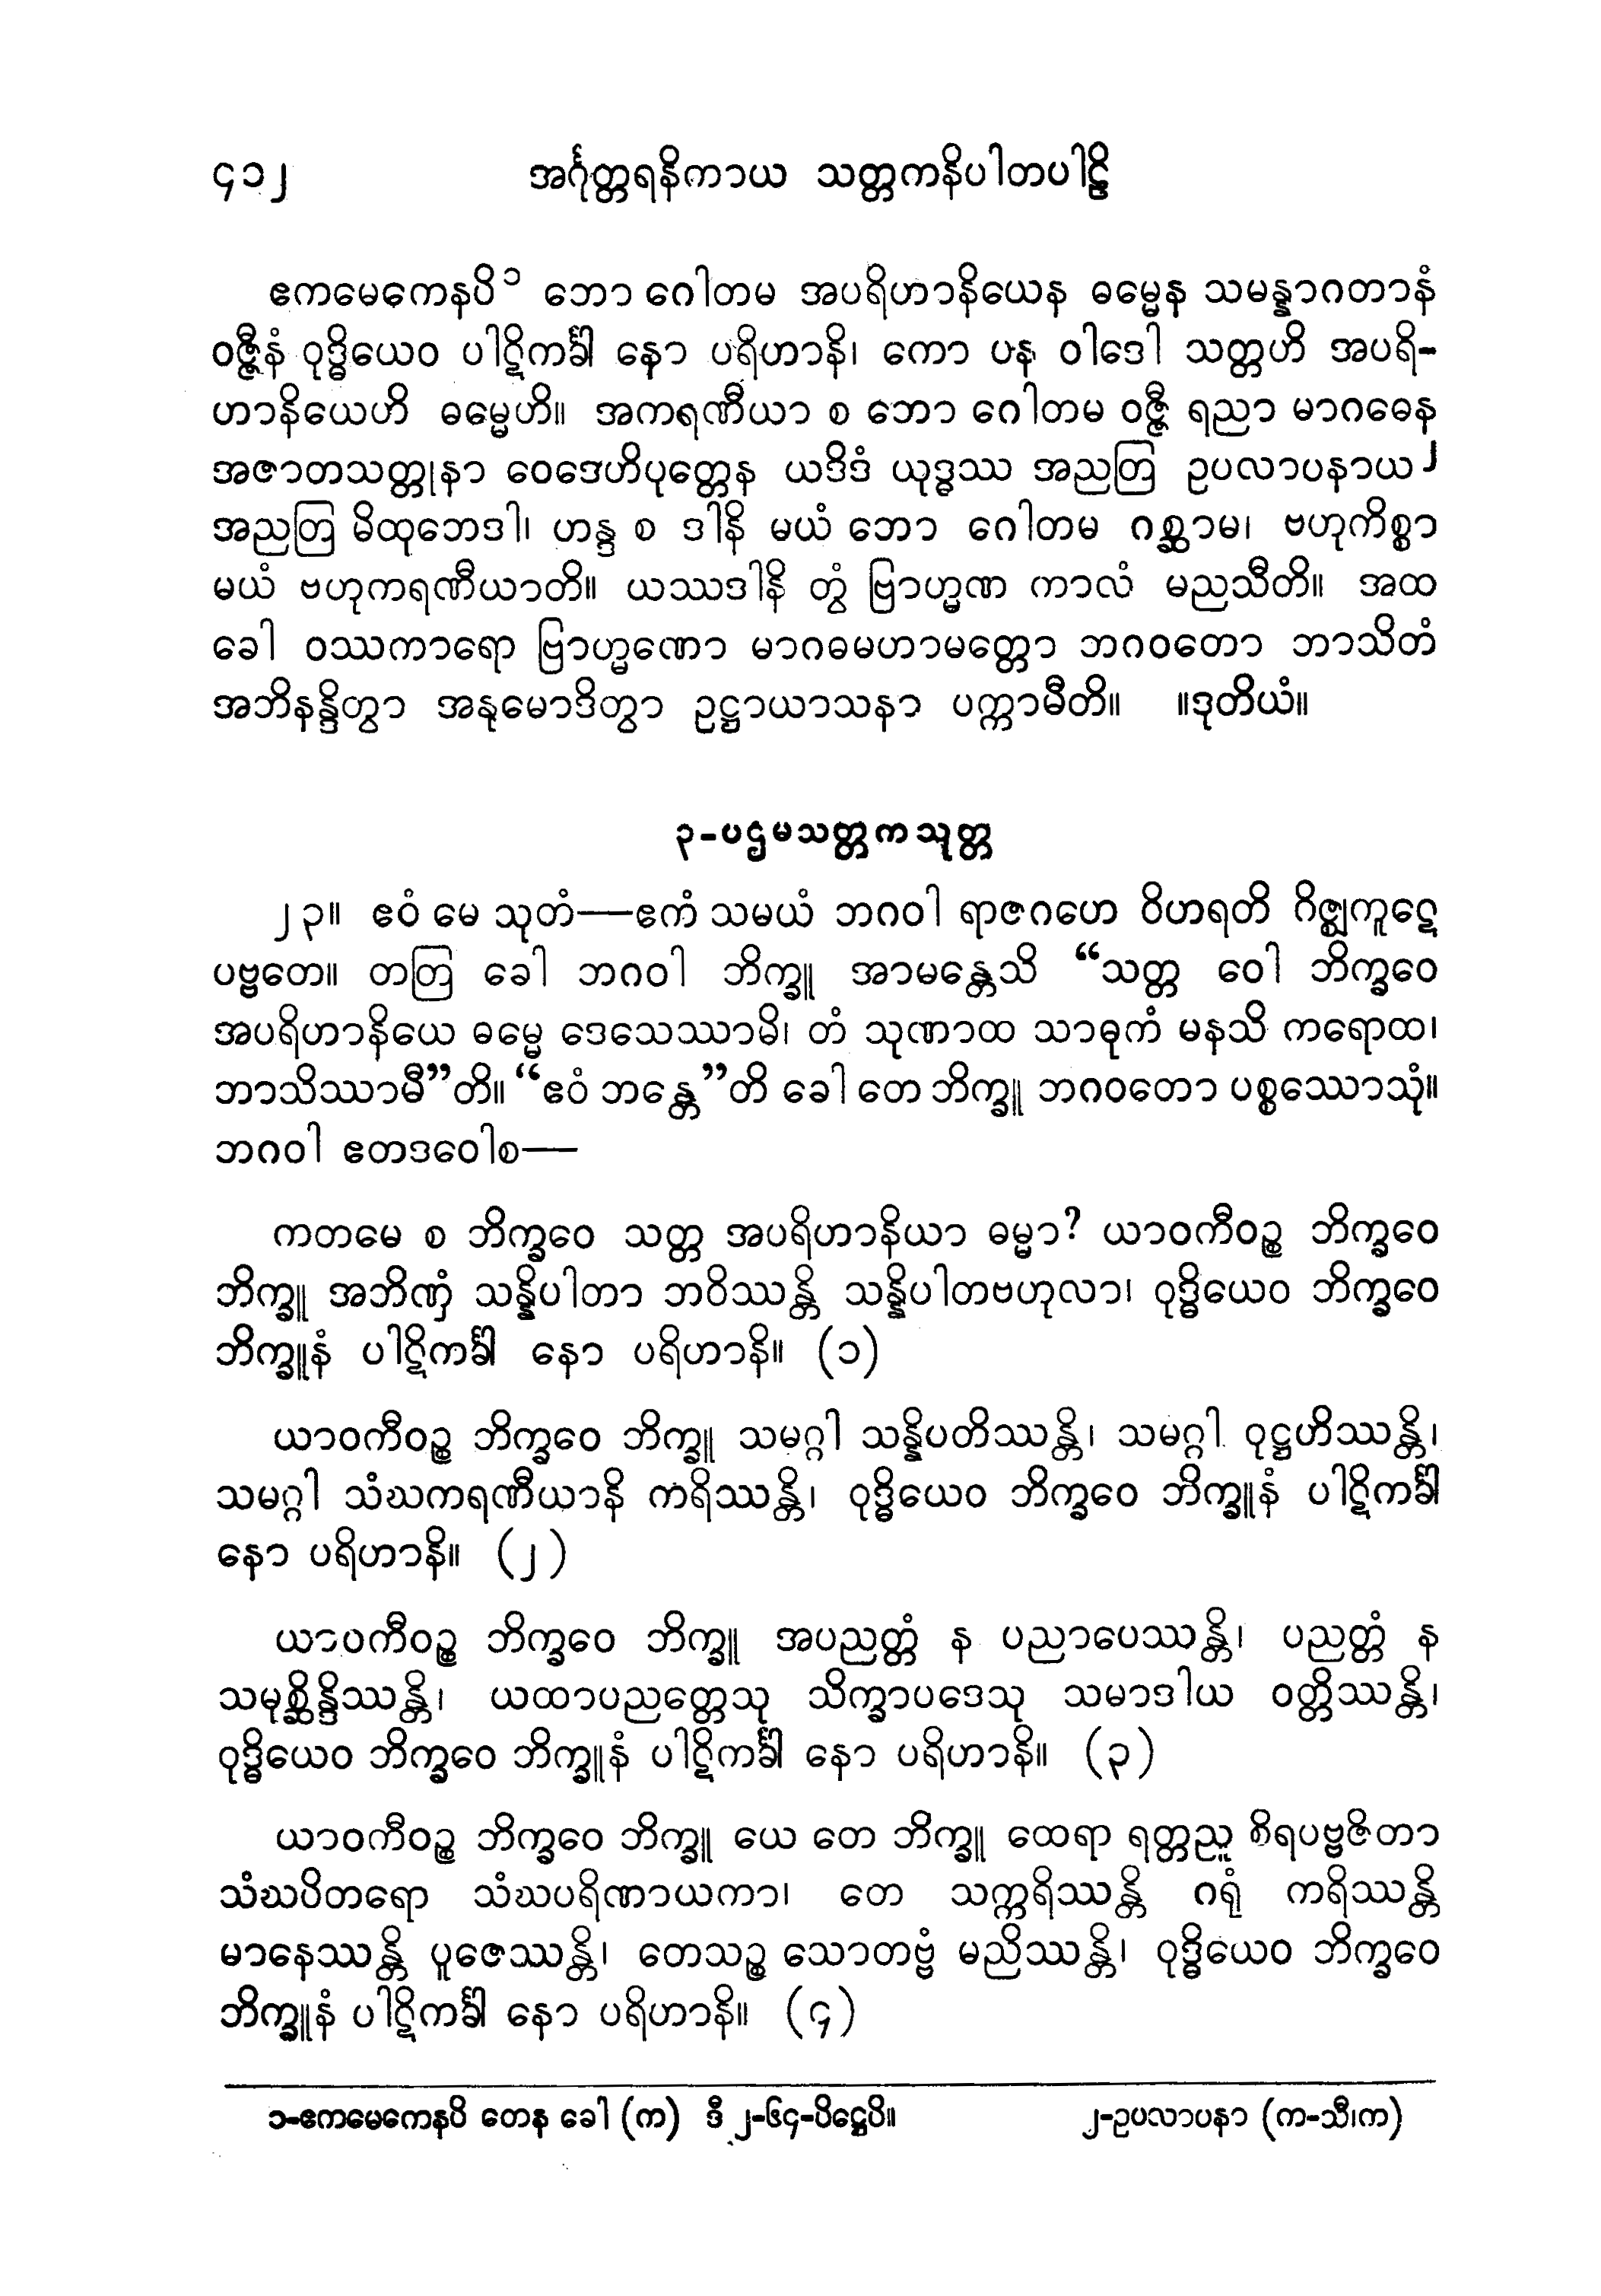 ၄၁၂ အင်္ဂုတ္တရနိကာယ သတ္တကနိပါတပါဠိ
ဧကမေကေနပိ၁ ဘော ဂေါတမ အပရိဟာနိယေန ဓမ္မေန သမန္နာဂတာနံ
ဝဇ္ဇီနံ ဝုဒ္ဓိယေဝ ပါဋိကင်္ခါ နော ပရိဟာနိ၊ ကော ပန ဝါဒေါ သတ္တဟိ အပရိ-
ဟာနိယေဟိ ဓမ္မေဟိ။ အကရဏီယာ စ ဘော ဂေါတမ ဝဇ္ဇီ ရညာ မာဂဓေန
အဇာတသတ္တုနာ ဝေဒေဟိပုတ္တေန ယဒိဒံ ယုဒ္ဓဿ အညတြ ဥပလာပနာယ၂
အညတြ မိထုဘေဒါ၊ ဟန္ဒ စ ဒါနိ မယံ ဘော ဂေါတမ ဂစ္ဆာမ၊ ဗဟုကိစ္စာ
မယံ ဗဟုကရဏီယာတိ။ ယဿဒါနိ တွံ ဗြာဟ္မဏ ကာလံ မညသီတိ။ အထ
ခေါ ဝဿကာရော ဗြာဟ္မဏော မာဂဓမဟာမတ္တော ဘဂဝတော ဘာသိတံ
အဘိနန္ဒိတွာ အနုမောဒိတွာ ဥဋ္ဌာယာသနာ ပက္ကာမီတိ။ ။ဒုတိယံ။
၃-ပဌမသတ္တကသုတ္တ
၂၃။ ဧဝံ မေ သုတံ—ဧကံ သမယံ ဘဂဝါ ရာဇဂဟေ ဝိဟရတိ ဂိဇ္ဈကူဋေ
ပဗ္ဗတေ။ တတြ ခေါ ဘဂဝါ ဘိက္ခူ အာမန္တေသိ “သတ္တ ဝေါ ဘိက္ခဝေ
အပရိဟာနိယေ ဓမ္မေ ဒေသေဿာမိ၊ တံ သုဏာထ သာဓုကံ မနသိ ကရောထ၊
ဘာသိဿာမီ”တိ။ “ဧဝံ ဘန္တေ”တိ ခေါ တေ ဘိက္ခူ ဘဂဝတော ပစ္စဿောသုံ။
ဘဂဝါ ဧတဒဝေါစ—
ကတမေ စ ဘိက္ခဝေ သတ္တ အပရိဟာနိယာ ဓမ္မာ? ယာဝကီဝဉ္စ ဘိက္ခဝေ
ဘိက္ခူ အဘိဏှံ သန္နိပါတာ ဘဝိဿန္တိ သန္နိပါတဗဟုလာ၊ ဝုဒ္ဓိယေဝ ဘိက္ခဝေ
ဘိက္ခူနံ ပါဋိကင်္ခါ နော ပရိဟာနိ။ (၁)
ယာဝကီဝဉ္စ ဘိက္ခဝေ ဘိက္ခူ သမဂ္ဂါ သန္နိပတိဿန္တိ၊ သမဂ္ဂါ ဝုဋ္ဌဟိဿန္တိ၊
သမဂ္ဂါ သံဃကရဏီယာနိ ကရိဿန္တိ၊ ဝုဒ္ဓိယေဝ ဘိက္ခဝေ ဘိက္ခူနံ ပါဋိကင်္ခါ
နော ပရိဟာနိ။ (၂)
ယာဝကီဝဉ္စ ဘိက္ခဝေ ဘိက္ခူ အပညတ္တံ န ပညာပေဿန္တိ၊ ပညတ္တံ န
သမုစ္ဆိန္ဒိဿန္တိ၊ ယထာပညတ္တေသု သိက္ခာပဒေသု သမာဒါယ ဝတ္တိဿန္တိ၊
ဝုဒ္ဓိယေဝ ဘိက္ခဝေ ဘိက္ခူနံ ပါဋိကင်္ခါ နော ပရိဟာနိ။ (၃)
ယာဝကီဝဉ္စ ဘိက္ခဝေ ဘိက္ခူ ယေ တေ ဘိက္ခူ ထေရာ ရတ္တညူ စိရပဗ္ဗဇိတာ
သံဃပိတရော သံဃပရိဏာယကာ၊ တေ သက္ကရိဿန္တိ ဂရုံ ကရိဿန္တိ
မာနေဿန္တိ ပူဇေဿန္တိ၊ တေသဉ္စ သောတဗ္ဗံ မညိဿန္တိ၊ ဝုဒ္ဓိယေဝ ဘိက္ခဝေ
ဘိက္ခူနံ ပါဋိကင်္ခါ နော ပရိဟာနိ။ (၄)
၁-ဧကမေကေနပိ တေန ခေါ (က) ဒီ ၂-၆၄-ပိဋ္ဌေပိ။ ၂-ဥပလာပနာ (က-သီ၊က)